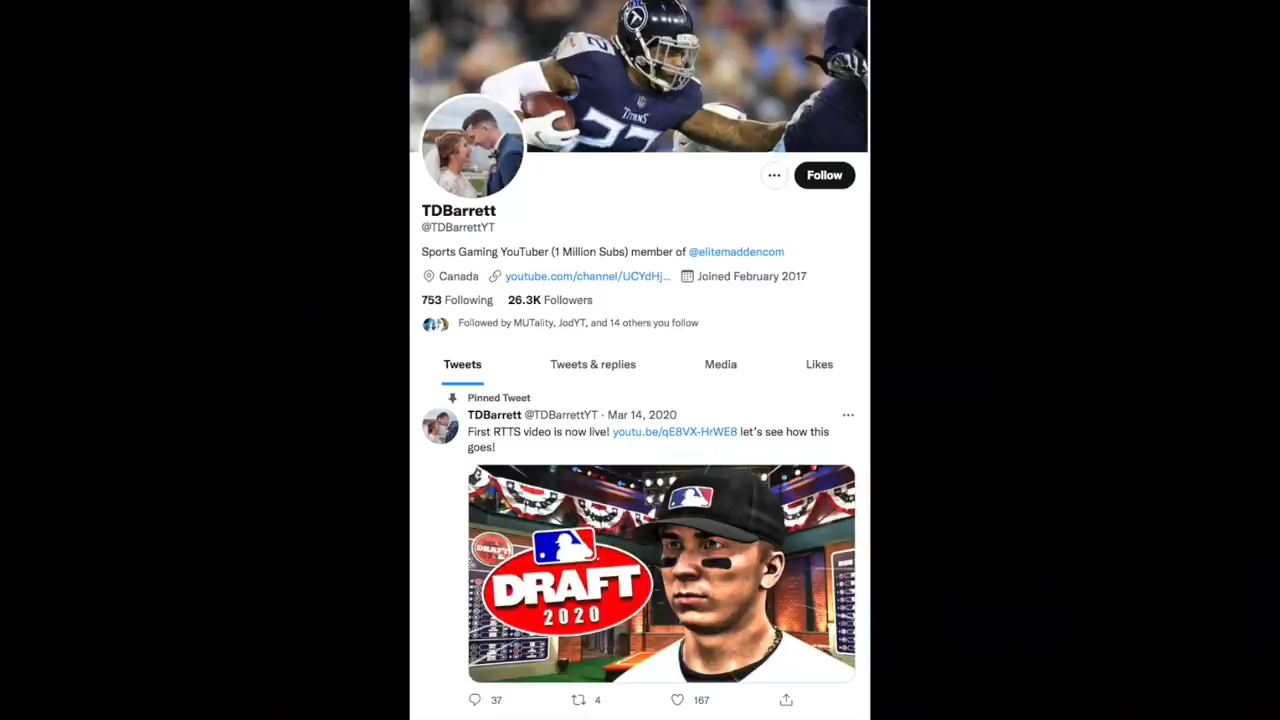 TITANS
22
Follow
TDBarrett
@TDBarrettYT
Sports Gaming YouTuber (1 Million Subs) member of @elitemaddencom
Canada youtube.com/channel/UCYdHj... Joined February 2017
753 Following 26.3K Followers
Followed by MUTality, JodYT, and 14 others you follow
Tweets Tweets & replies Media Likes
Pinned Tweet
TDBarrett @TDBarrettYT · Mar 14, 2020
First RTTS video is now live! youtu.be/qE8VX-HrWE8 let's see how this
goes!
DRAFT
DRAFT
2020
37 4 167